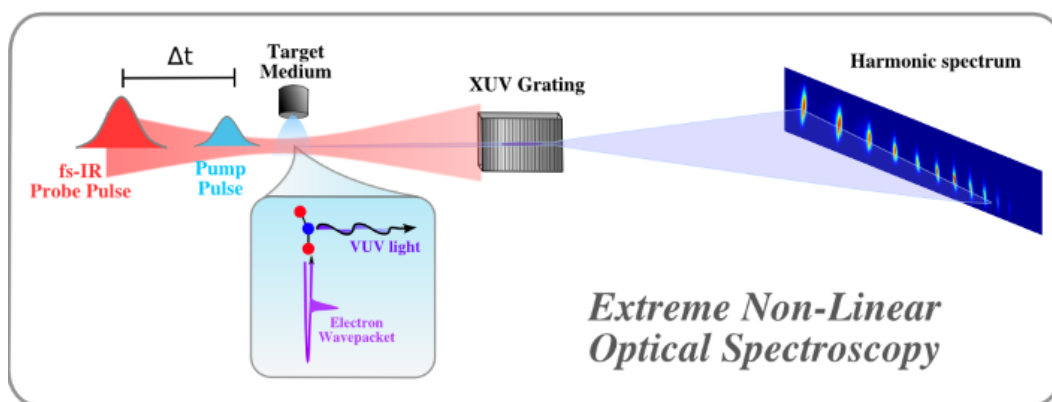 Δt
Target
Medium
XUV Grating
Harmonic spectrum
fs-IR
Probe Pulse
Pump
Pulse
VUV light
Electron
Wavepacket
Extreme Non-Linear
Optical Spectroscopy